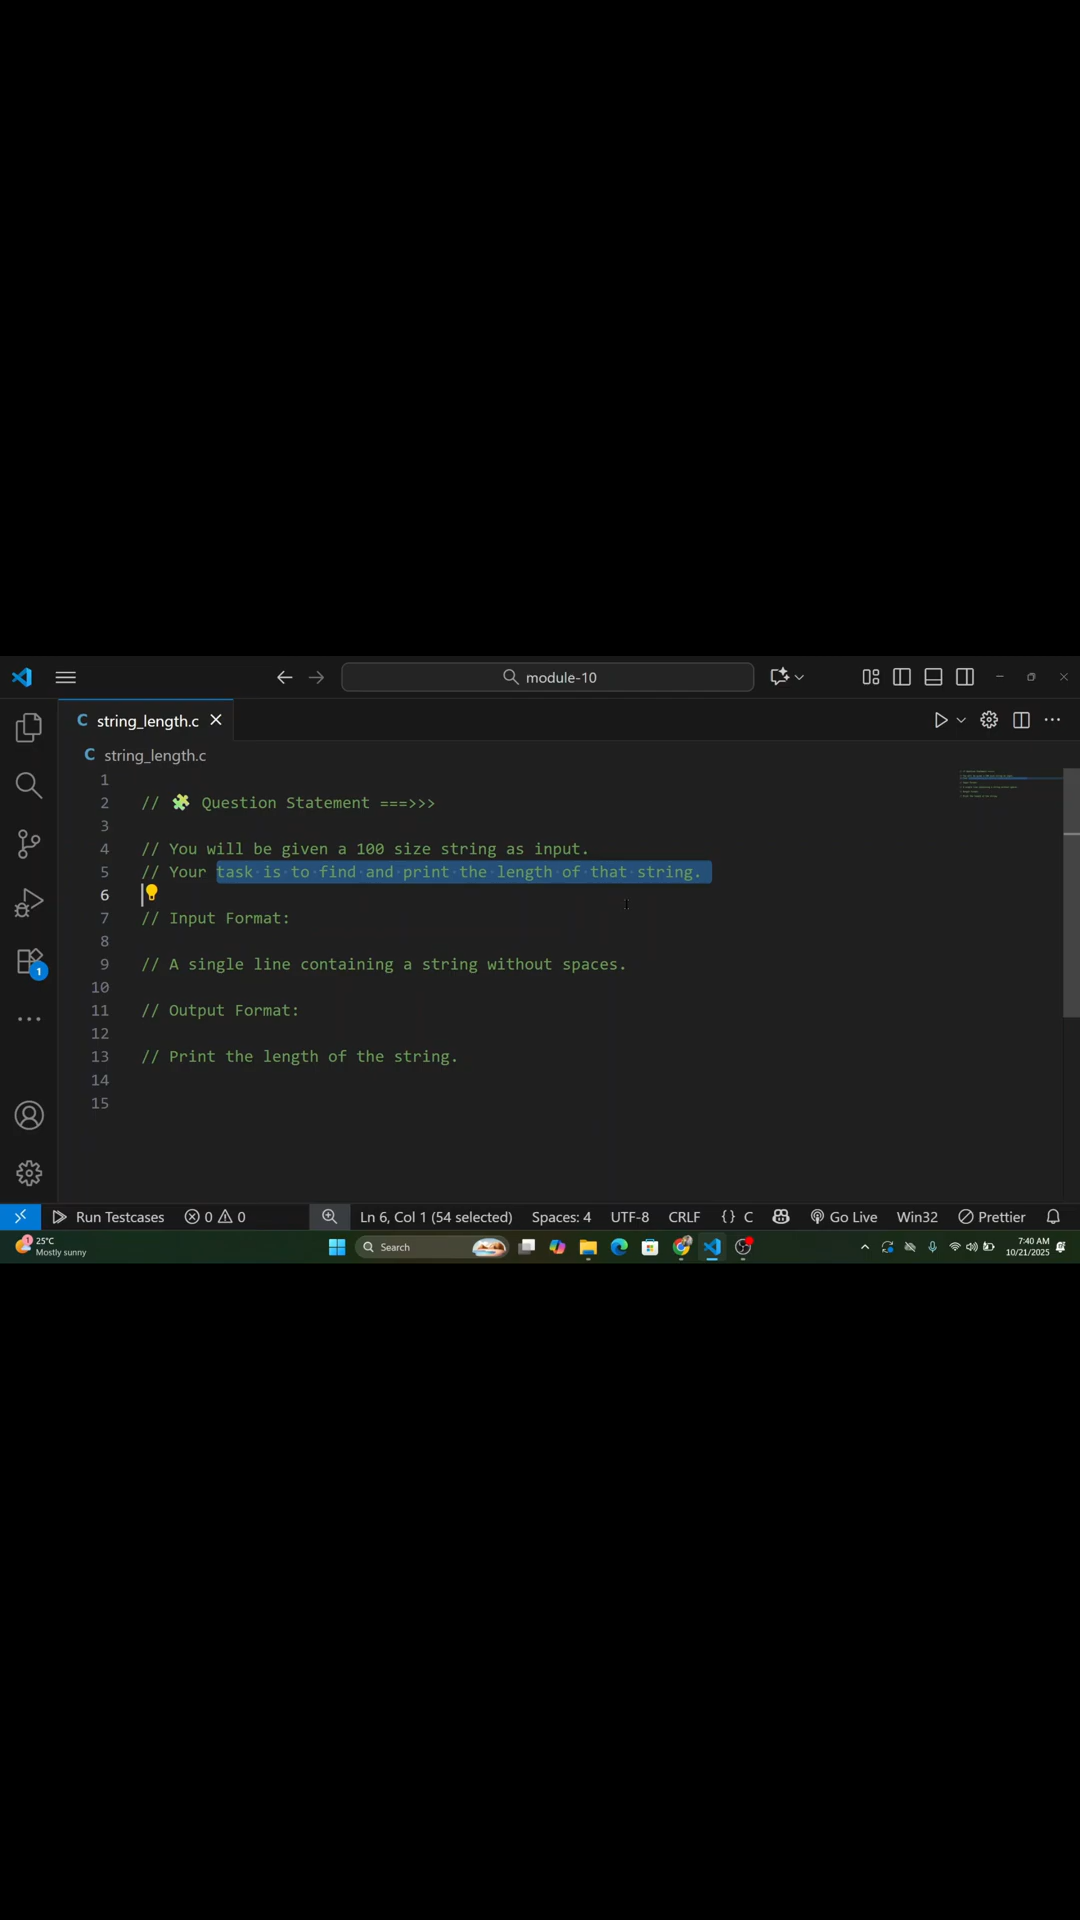 module-10
string_length.c
string_length.c
1
2 // 🧩 Question Statement ===>>>
3
4 // You will be given a 100 size string as input.
5 // Your task is to find and print the length of that string.
6
7 // Input Format:
8
9 // A single line containing a string without spaces.
10
11 // Output Format:
12
13 // Print the length of the string.
14
15
1
Run Testcases 0 0 Ln 6, Col 1 (54 selected) Spaces: 4 UTF-8 CRLF {} C Go Live Win32 Prettier
1 25°C
Mostly sunny
Search
7:40 AM
10/21/2025